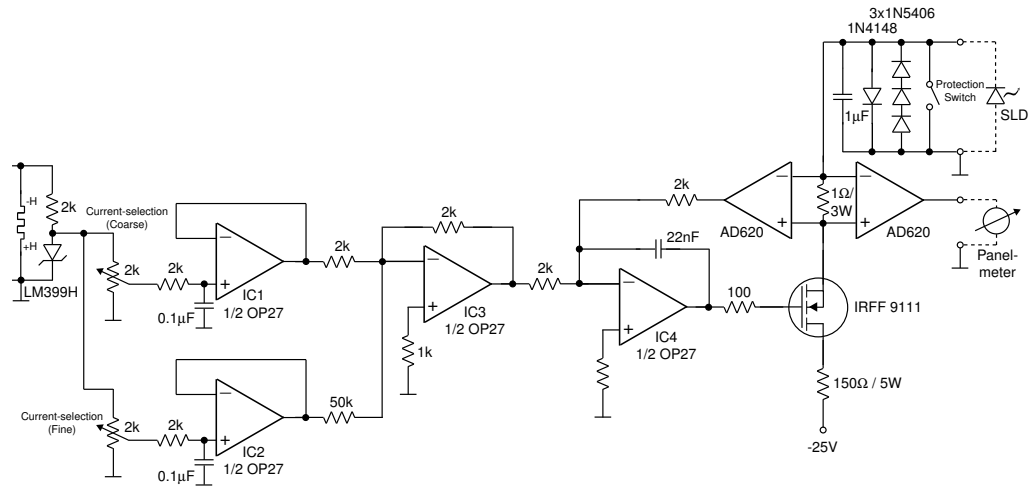 3x1N5406
1N4148
Protection
Switch
1µF
SLD
-H
+H
2k
LM399H
Current-selection
(Coarse)
2k
2k
0.1µF
IC1
1/2 OP27
2k
2k
IC3
1/2 OP27
1k
2k
2k
22nF
IC4
1/2 OP27
100
AD620
1Ω/
3W
AD620
Panel-
meter
IRFF 9111
150Ω / 5W
-25V
Current-selection
(Fine)
2k
2k
0.1µF
IC2
1/2 OP27
50k